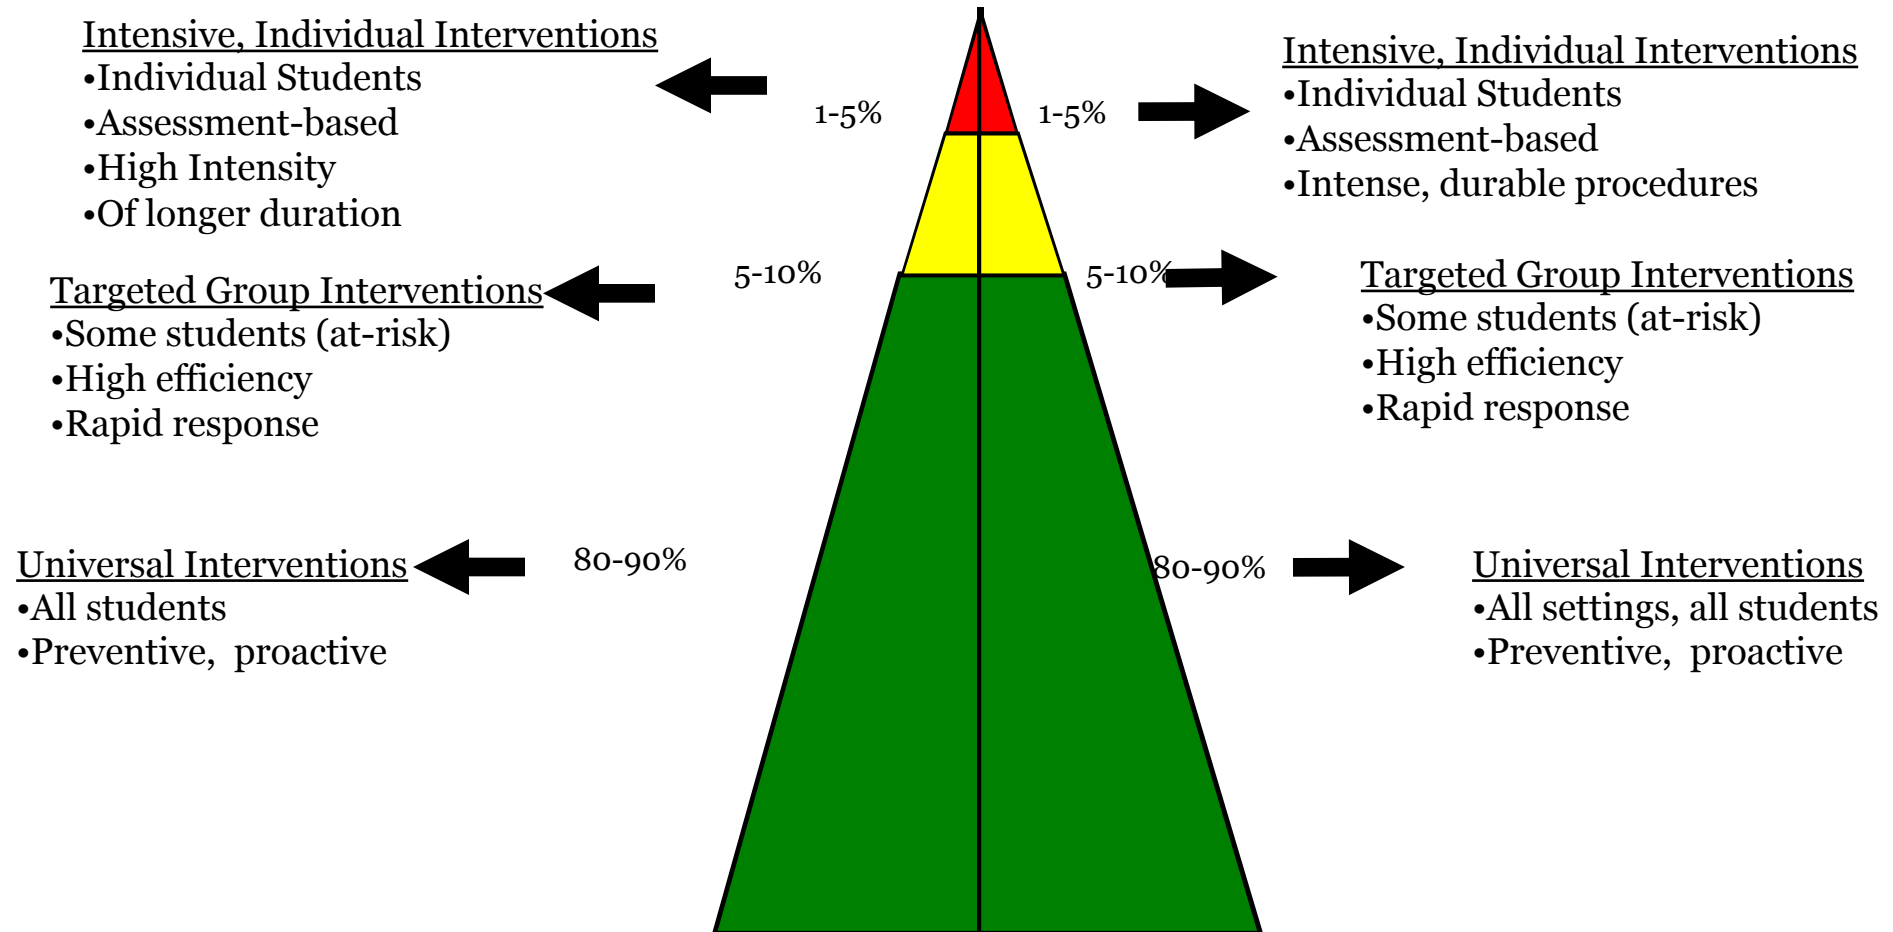 Intensive, Individual Interventions
•Individual Students
•Assessment-based
•High Intensity
•Of longer duration
1-5%
1-5%
Intensive, Individual Interventions
•Individual Students
•Assessment-based
•Intense, durable procedures
Targeted Group Interventions
•Some students (at-risk)
•High efficiency
•Rapid response
5-10%
5-10%
Targeted Group Interventions
•Some students (at-risk)
•High efficiency
•Rapid response
Universal Interventions
•All students
•Preventive,  proactive
80-90%
80-90%
Universal Interventions
•All settings, all students
•Preventive,  proactive